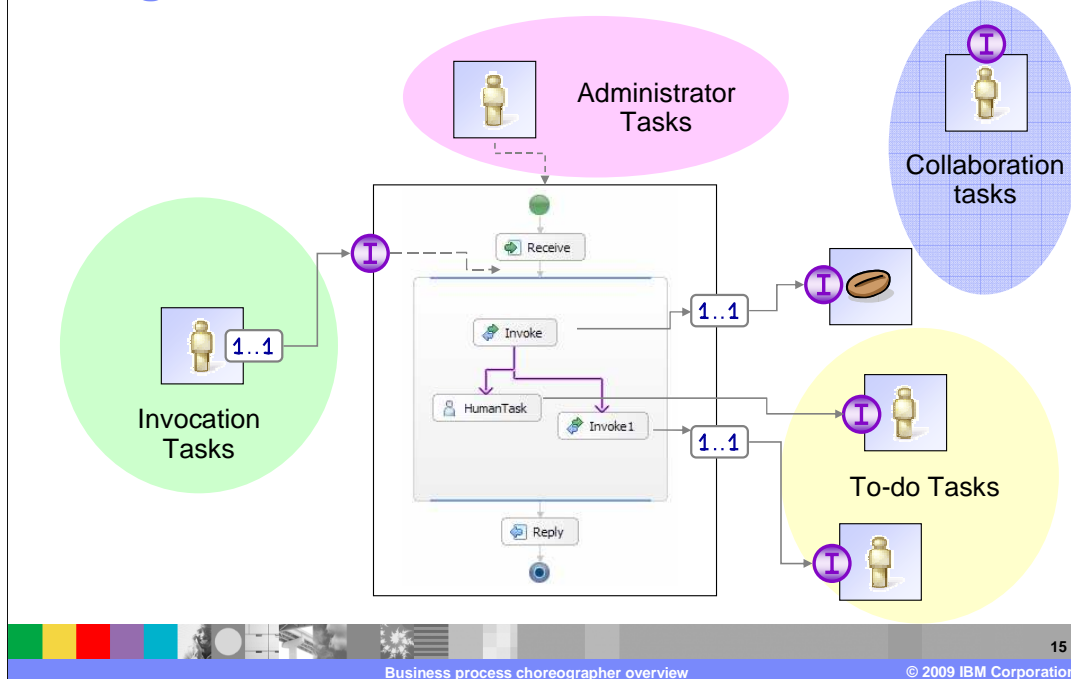 Administrator
Tasks
I
Collaboration
tasks
Receive
I
1..1
I
Invoke
1..1
HumanTask
I
Invoke1
1..1
Invocation
Tasks
To-do Tasks
Reply
I
15
Business process choreographer overview
© 2009 IBM Corporation